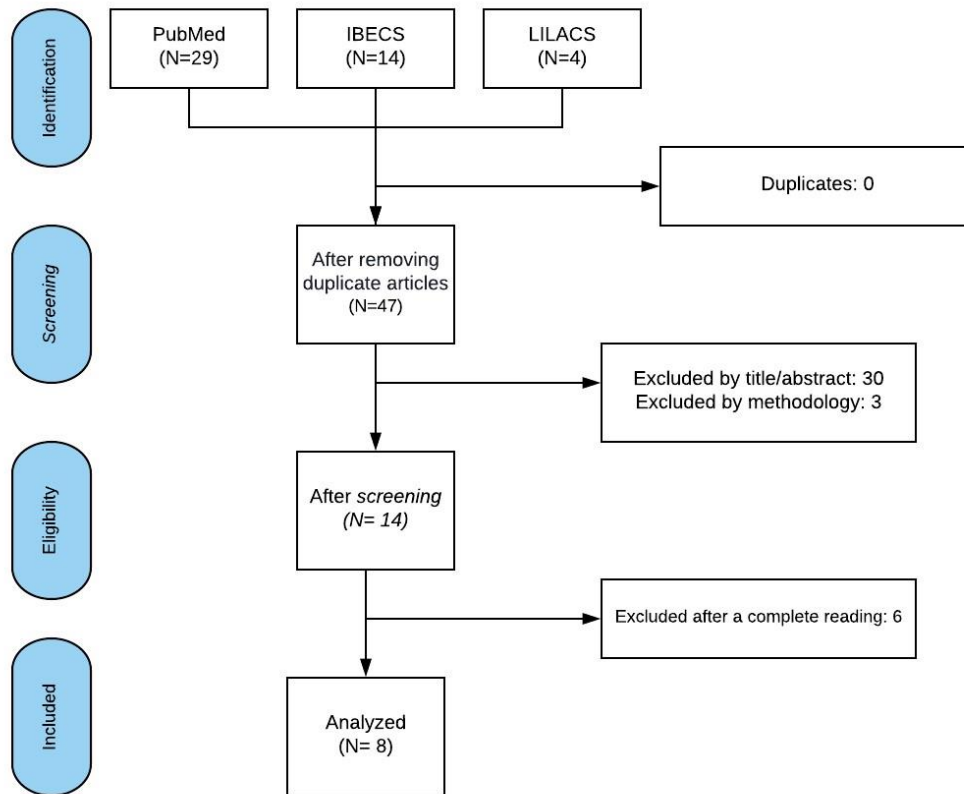 Identification
PubMed
(N=29)
IBECS
(N=14)
LILACS
(N=4)
Duplicates: 0
Screening
After removing
duplicate articles
(N=47)
Excluded by title/abstract: 30
Excluded by methodology: 3
Eligibility
After screening
(N= 14)
Excluded after a complete reading: 6
Included
Analyzed
(N= 8)